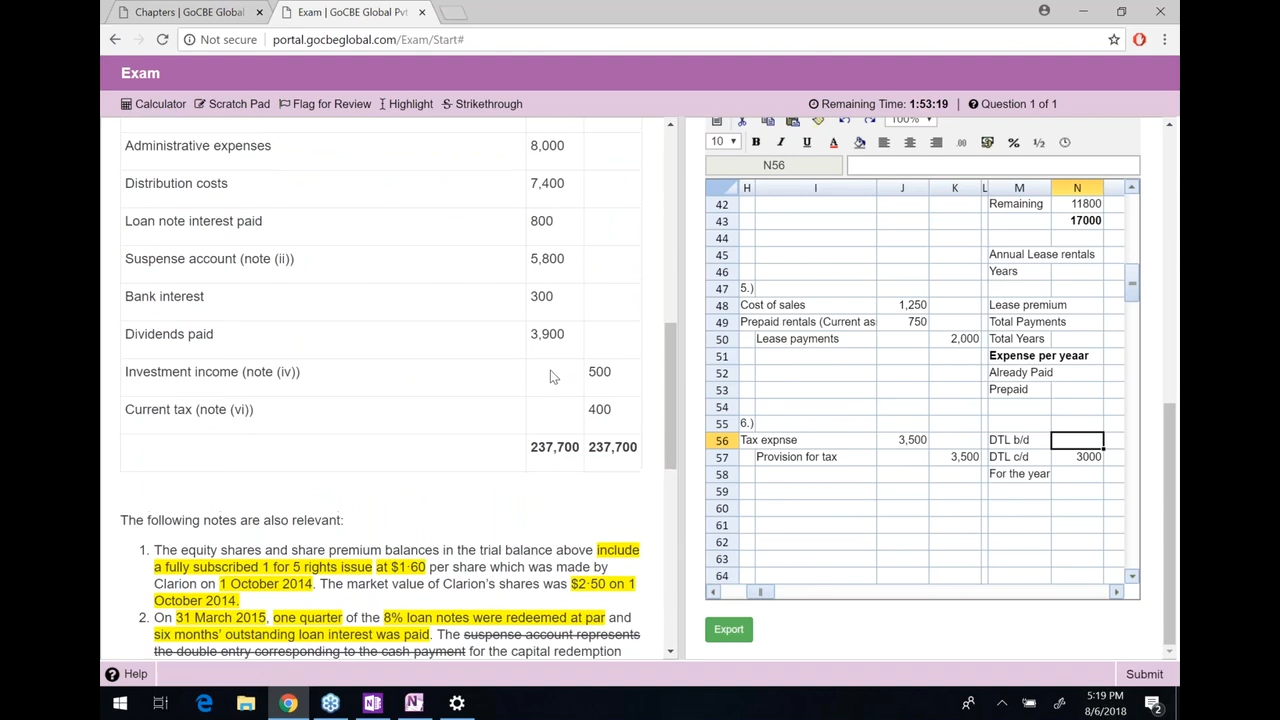 Chapters | GoCBE Global
Exam | GoCBE Global Pvt
Not secure
portal.gocbeglobal.com/Exam/Start#
Exam
Calculator
Scratch Pad
Flag for Review
Highlight
Strikethrough
Remaining Time: 1:53:19
Question 1 of 1
Administrative expenses 8,000
Distribution costs 7,400
Loan note interest paid 800
Suspense account (note (ii)) 5,800
Bank interest 300
Dividends paid 3,900
Investment income (note (iv)) 500
Current tax (note (vi)) 400
237,700 237,700
The following notes are also relevant:
1. The equity shares and share premium balances in the trial balance above include
a fully subscribed 1 for 5 rights issue at $1·60 per share which was made by
Clarion on 1 October 2014. The market value of Clarion's shares was $2·50 on 1
October 2014.
2. On 31 March 2015, one quarter of the 8% loan notes were redeemed at par and
six months' outstanding loan interest was paid. The suspense account represents
the double entry corresponding to the cash payment for the capital redemption
100%
10 B I U A .00 % 1/2
N56
H I J K L M N
42 Remaining 11800
43 17000
44
45 Annual Lease rentals
46 Years
47 5.)
48 Cost of sales 1,250 Lease premium
49 Prepaid rentals (Current as 750 Total Payments
50 Lease payments 2,000 Total Years
51 Expense per yeaar
52 Already Paid
53 Prepaid
54
55 6.)
56 Tax expnse 3,500 DTL b/d
57 Provision for tax 3,500 DTL c/d 3000
58 For the year
59
60
61
62
63
64
Export
Help
Submit
5:19 PM
8/6/2018
2